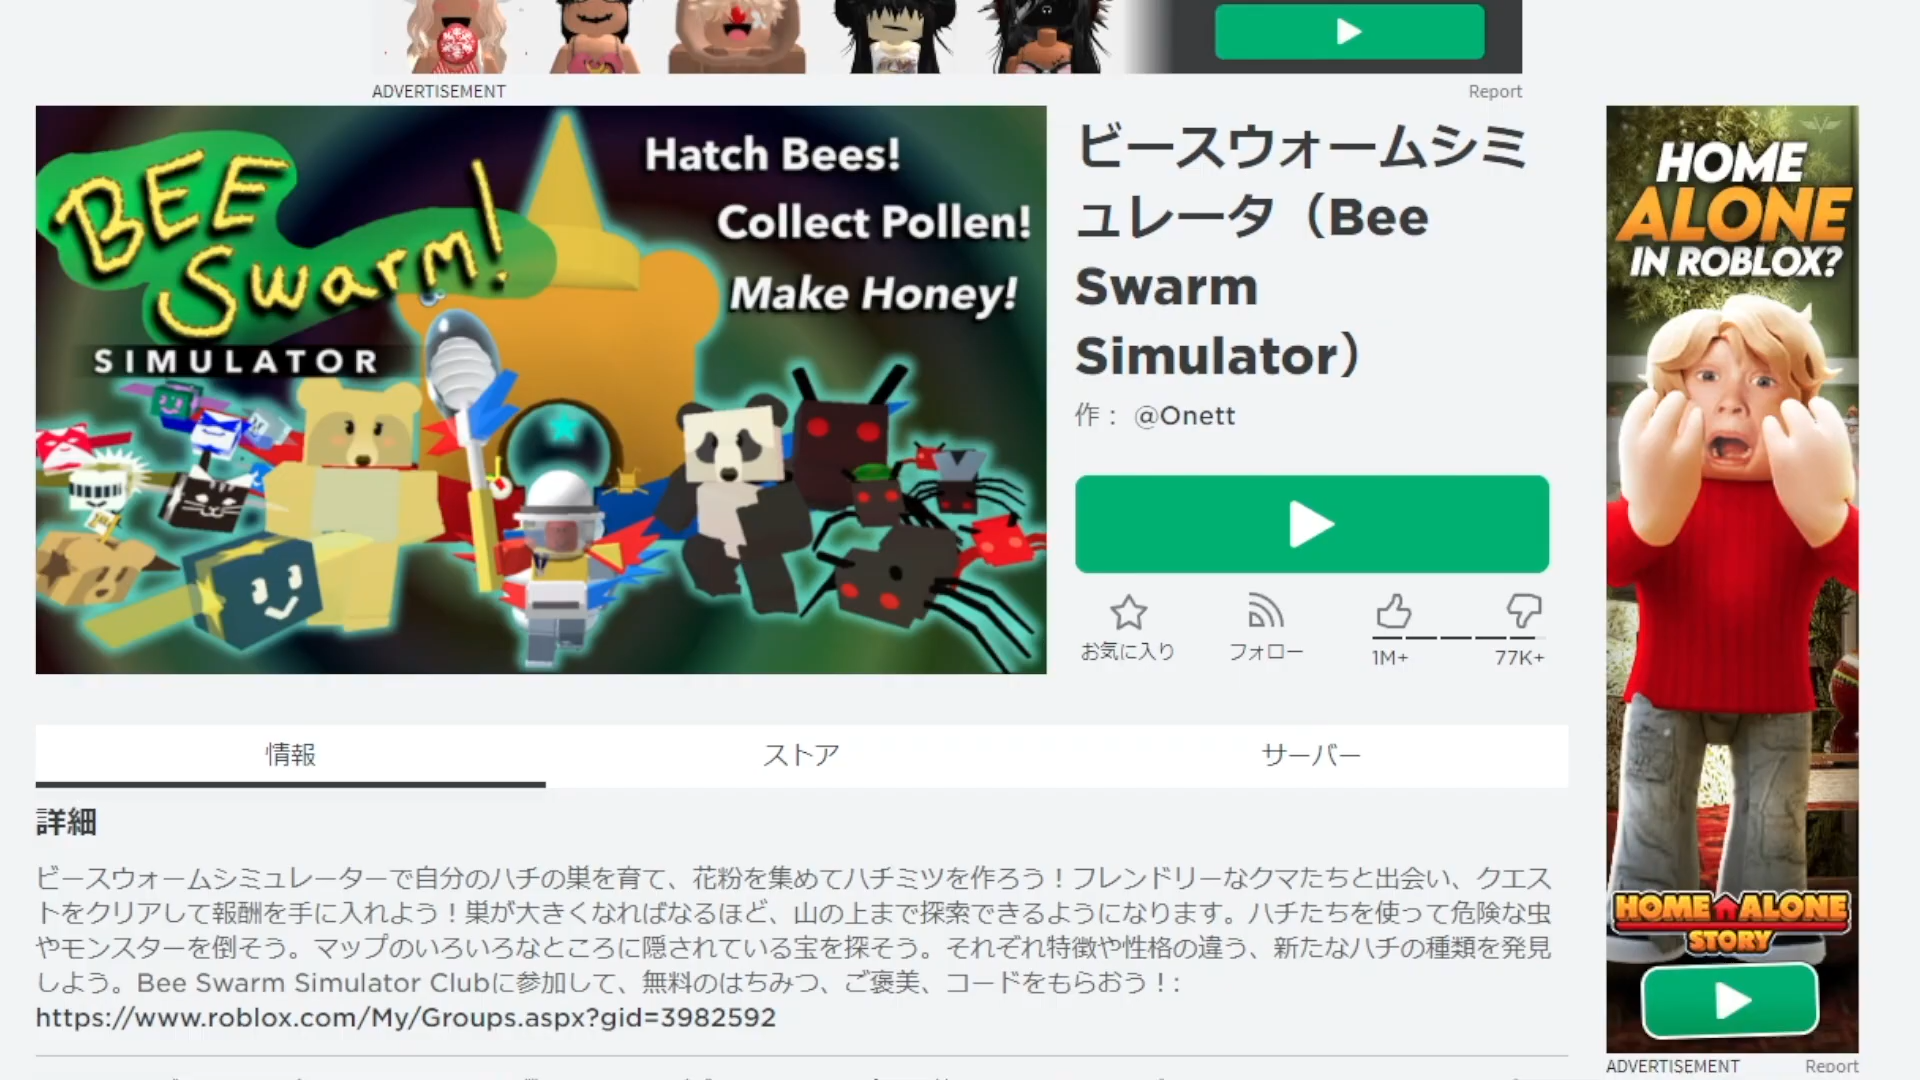 ADVERTISEMENT
Report
BEE
Swarm!
SIMULATOR
Hatch Bees!
Collect Pollen!
Make Honey!
ビースウォームシミ
ュレータ（Bee
Swarm
Simulator）
作： @Onett
お気に入り
フォロー
1M+
77K+
HOME
ALONE
IN ROBLOX?
HOME ALONE
STORY
ADVERTISEMENT
Report
情報
ストア
サーバー
詳細
ビースウォームシミュレーターで自分のハチの巣を育て、花粉を集めてハチミツを作ろう！フレンドリーなクマたちと出会い、クエス
トをクリアして報酬を手に入れよう！巣が大きくなればなるほど、山の上まで探索できるようになります。ハチたちを使って危険な虫
やモンスターを倒そう。マップのいろいろなところに隠されている宝を探そう。それぞれ特徴や性格の違う、新たなハチの種類を発見
しよう。Bee Swarm Simulator Clubに参加して、無料のはちみつ、ご褒美、コードをもらおう！:
https://www.roblox.com/My/Groups.aspx?gid=3982592